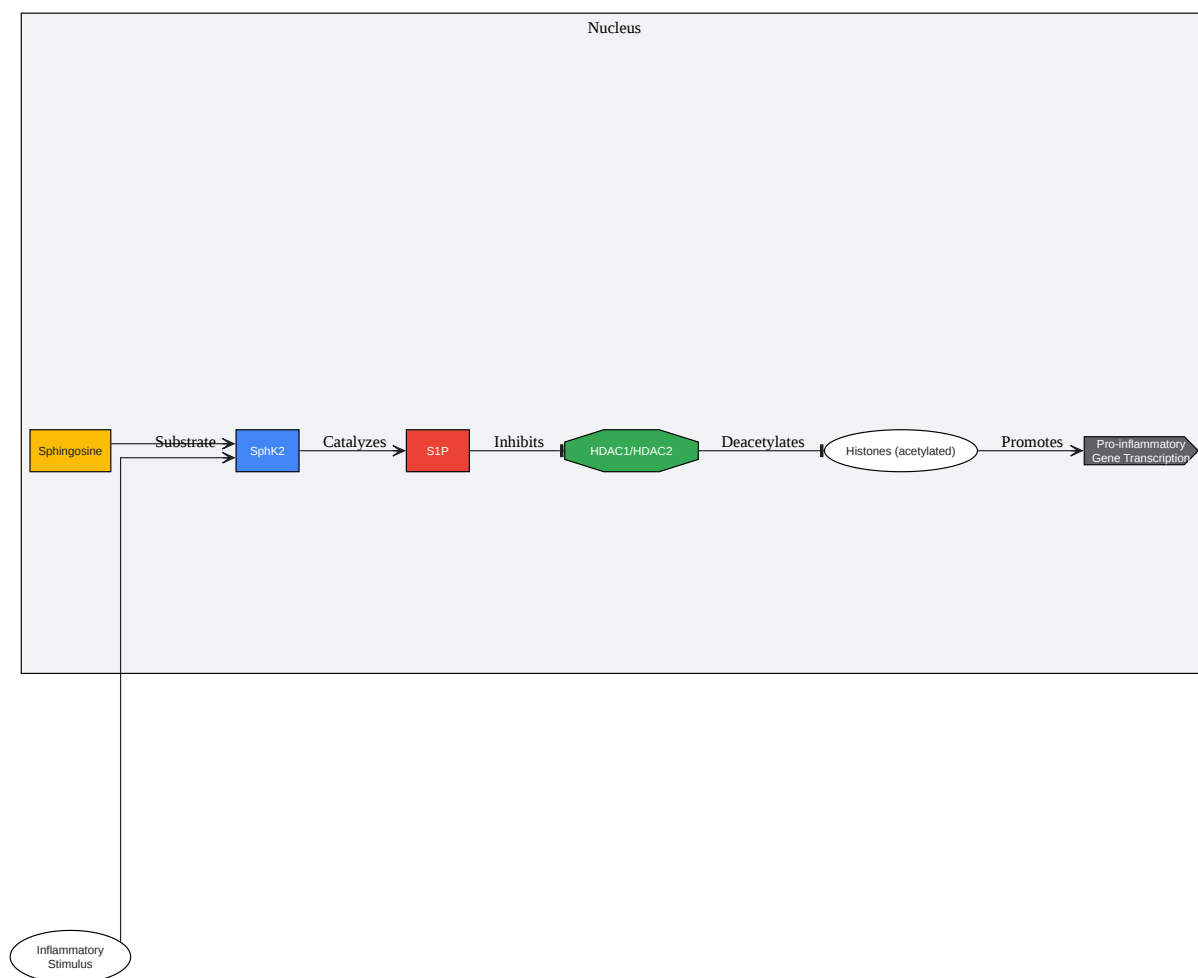 Nucleus
Sphingosine
Substrate
SphK2
Catalyzes
S1P
Inhibits
HDAC1/HDAC2
Deacetylates
Histones (acetylated)
Promotes
Pro-inflammatory
Gene Transcription
Inflammatory
Stimulus